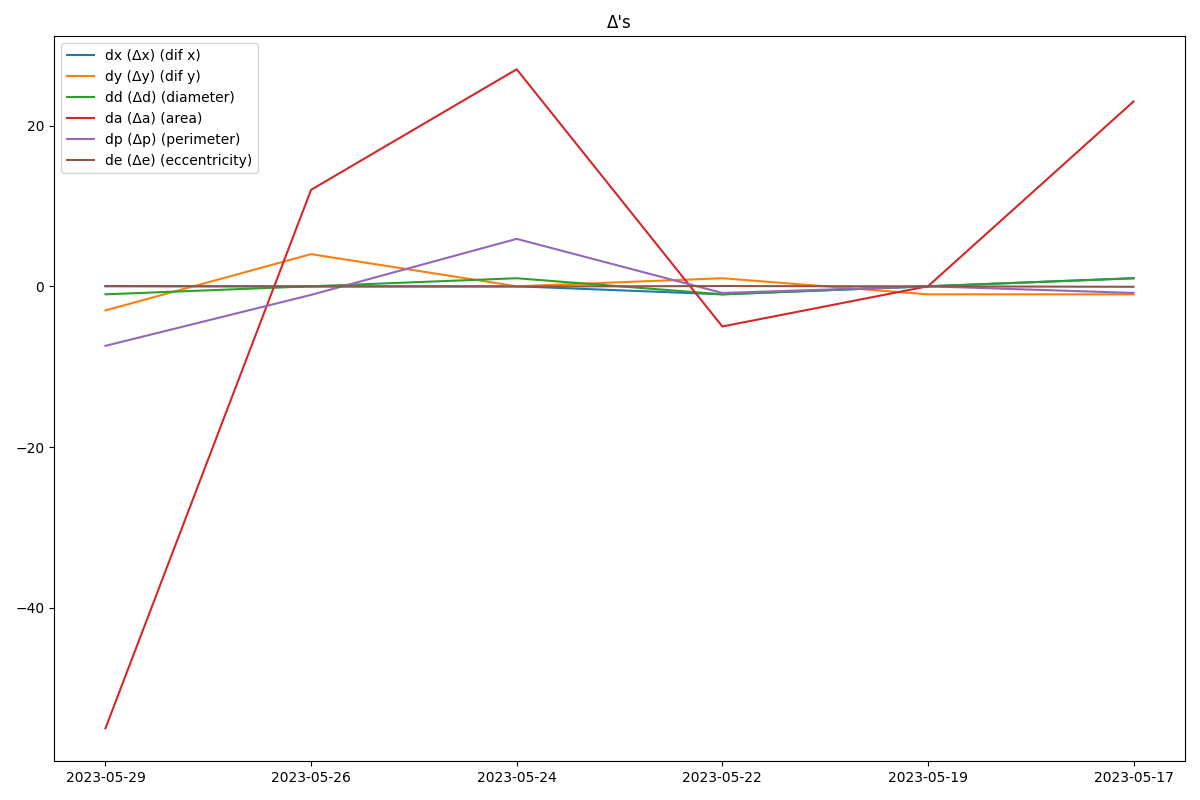 Δ's
dx (Δx) (dif x)
dy (Δy) (dif y)
dd (Δd) (diameter)
da (Δa) (area)
dp (Δp) (perimeter)
de (Δe) (eccentricity)
20
0
−20
−40
2023-05-29 2023-05-26 2023-05-24 2023-05-22 2023-05-19 2023-05-17